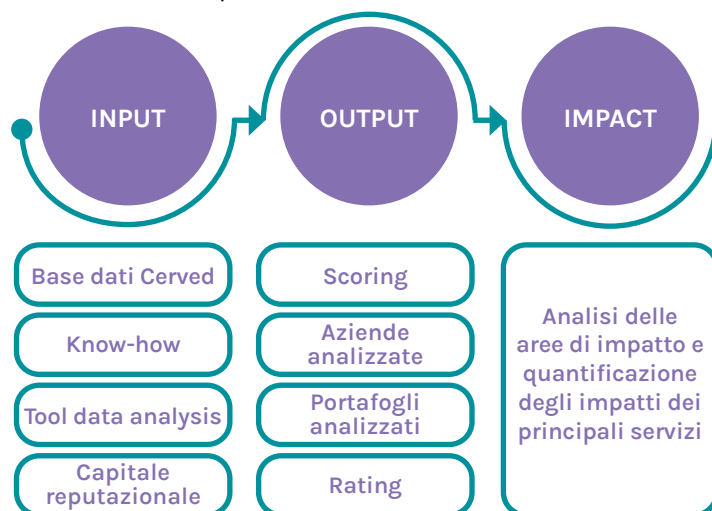 INPUT
OUTPUT
IMPACT
Base dati Cerved
Know-how
Tool data analysis
Capitale
reputazionale
Scoring
Aziende
analizzate
Portafogli
analizzati
Rating
Analisi delle
aree di impatto e
quantificazione
degli impatti dei
principali servizi